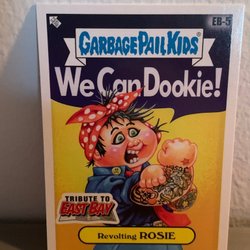 EB-5
GARBAGE PAIL KIDS
We Can Dookie!
TRIBUTE TO
EAST BAY
Revolting ROSIE